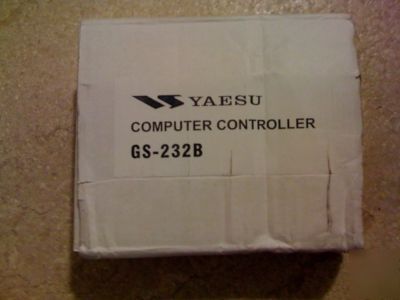 YAESU
COMPUTER CONTROLLER
GS-232B